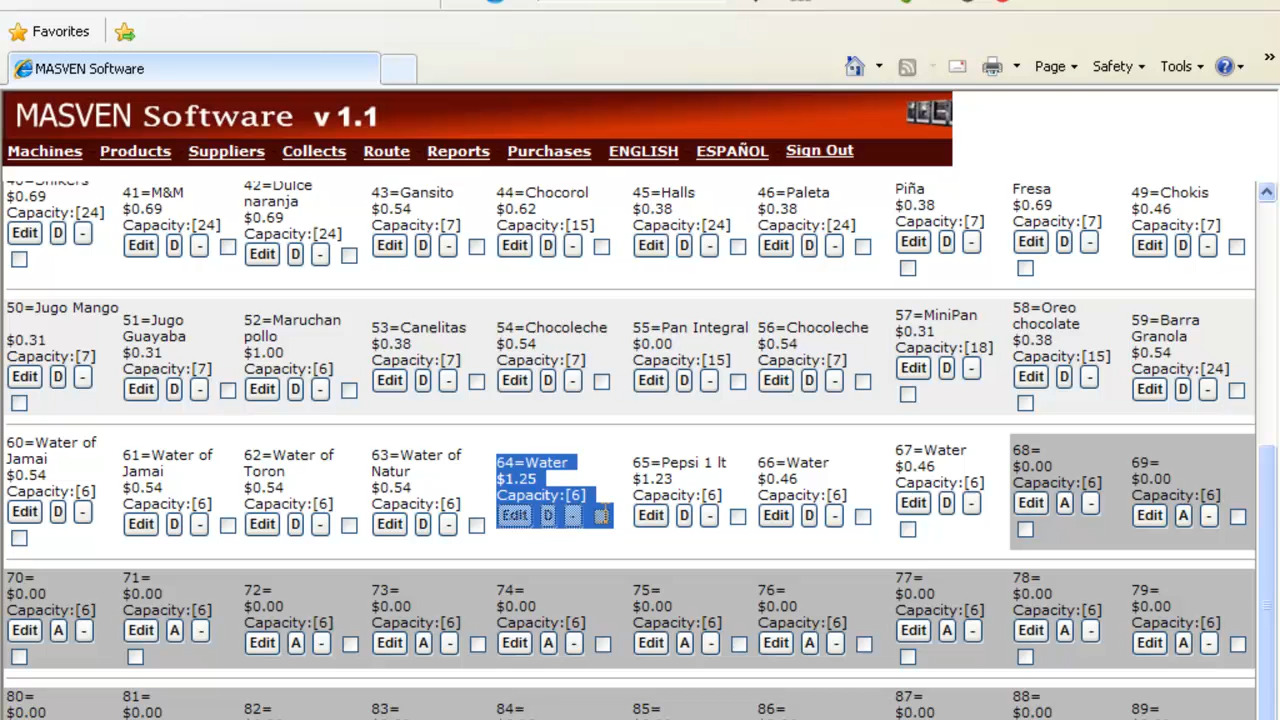 Favorites
MASVEN Software
Page
Safety
Tools
MASVEN Software v 1.1
Machines Products Suppliers Collects Route Reports Purchases ENGLISH ESPAÑOL Sign Out
$0.69
Capacity:[24]
Edit D -
41=M&M
$0.69
Capacity:[24]
Edit D -
42=Dulce
naranja
$0.69
Capacity:[24]
Edit D -
43=Gansito
$0.54
Capacity:[7]
Edit D -
44=Chocorol
$0.62
Capacity:[15]
Edit D -
45=Halls
$0.38
Capacity:[24]
Edit D -
46=Paleta
$0.38
Capacity:[24]
Edit D -
Piña
$0.38
Capacity:[7]
Edit D -
Fresa
$0.69
Capacity:[7]
Edit D -
49=Chokis
$0.46
Capacity:[7]
Edit D -
50=Jugo Mango
$0.31
Capacity:[7]
Edit D -
51=Jugo
Guayaba
$0.31
Capacity:[7]
Edit D -
52=Maruchan
pollo
$1.00
Capacity:[6]
Edit D -
53=Canelitas
$0.38
Capacity:[7]
Edit D -
54=Chocoleche
$0.54
Capacity:[7]
Edit D -
55=Pan Integral
$0.00
Capacity:[15]
Edit D -
56=Chocoleche
$0.54
Capacity:[7]
Edit D -
57=MiniPan
$0.31
Capacity:[18]
Edit D -
58=Oreo
chocolate
$0.38
Capacity:[15]
Edit D -
59=Barra
Granola
$0.54
Capacity:[24]
Edit D -
60=Water of
Jamai
$0.54
Capacity:[6]
Edit D -
61=Water of
Jamai
$0.54
Capacity:[6]
Edit D -
62=Water of
Toron
$0.54
Capacity:[6]
Edit D -
63=Water of
Natur
$0.54
Capacity:[6]
Edit D -
64=Water
$1.25
Capacity:[6]
Edit D -
65=Pepsi 1 lt
$1.23
Capacity:[6]
Edit D -
66=Water
$0.46
Capacity:[6]
Edit D -
67=Water
$0.46
Capacity:[6]
Edit D -
68=
$0.00
Capacity:[6]
Edit A -
69=
$0.00
Capacity:[6]
Edit A -
70=
$0.00
Capacity:[6]
Edit A -
71=
$0.00
Capacity:[6]
Edit A -
72=
$0.00
Capacity:[6]
Edit A -
73=
$0.00
Capacity:[6]
Edit A -
74=
$0.00
Capacity:[6]
Edit A -
75=
$0.00
Capacity:[6]
Edit A -
76=
$0.00
Capacity:[6]
Edit A -
77=
$0.00
Capacity:[6]
Edit A -
78=
$0.00
Capacity:[6]
Edit A -
79=
$0.00
Capacity:[6]
Edit A -
80=
$0.00
81=
$0.00
82=
83=
84=
85=
86=
87=
$0.00
88=
$0.00
89=